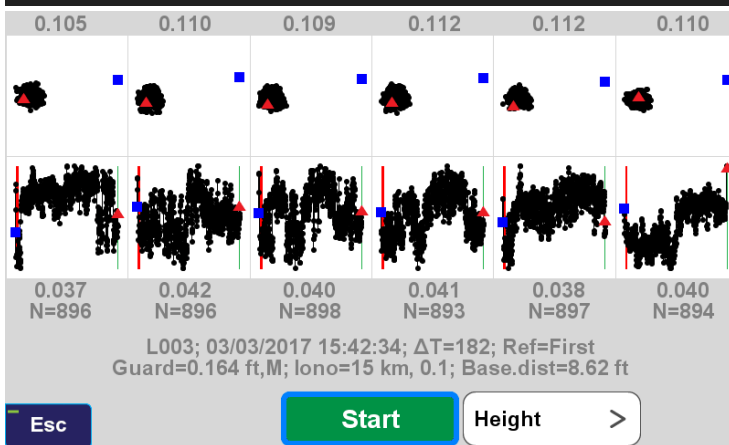 0.105 0.110 0.109 0.112 0.112 0.110
0.037 0.042 0.040 0.041 0.038 0.040
N=896 N=896 N=898 N=893 N=897 N=894
L003; 03/03/2017 15:42:34; ΔT=182; Ref=First
Guard=0.164 ft,M; Iono=15 km, 0.1; Base.dist=8.62 ft
Esc Start Height >